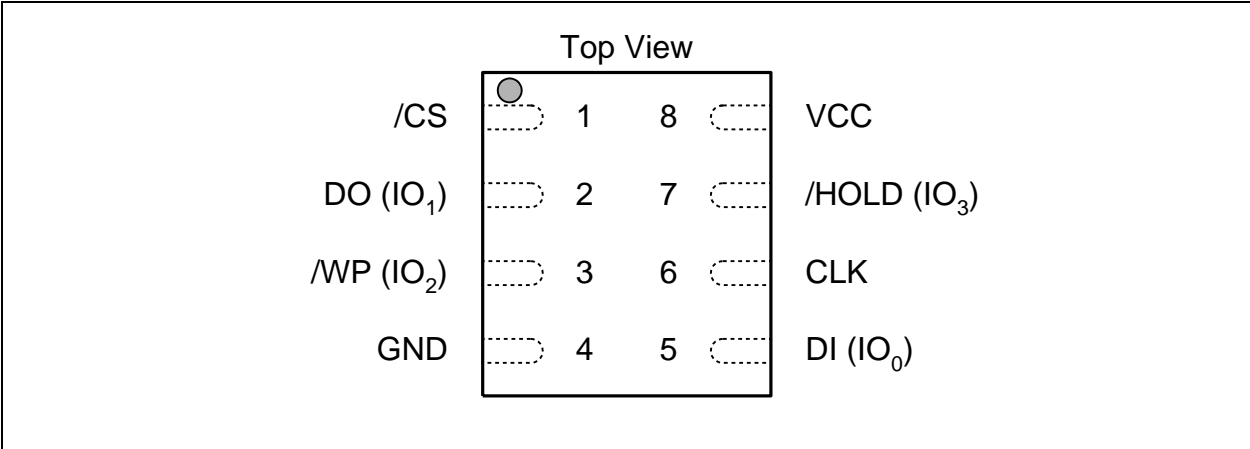 Top View
/CS 1 8 VCC
DO (IO₁) 2 7 /HOLD (IO₃)
/WP (IO₂) 3 6 CLK
GND 4 5 DI (IO₀)